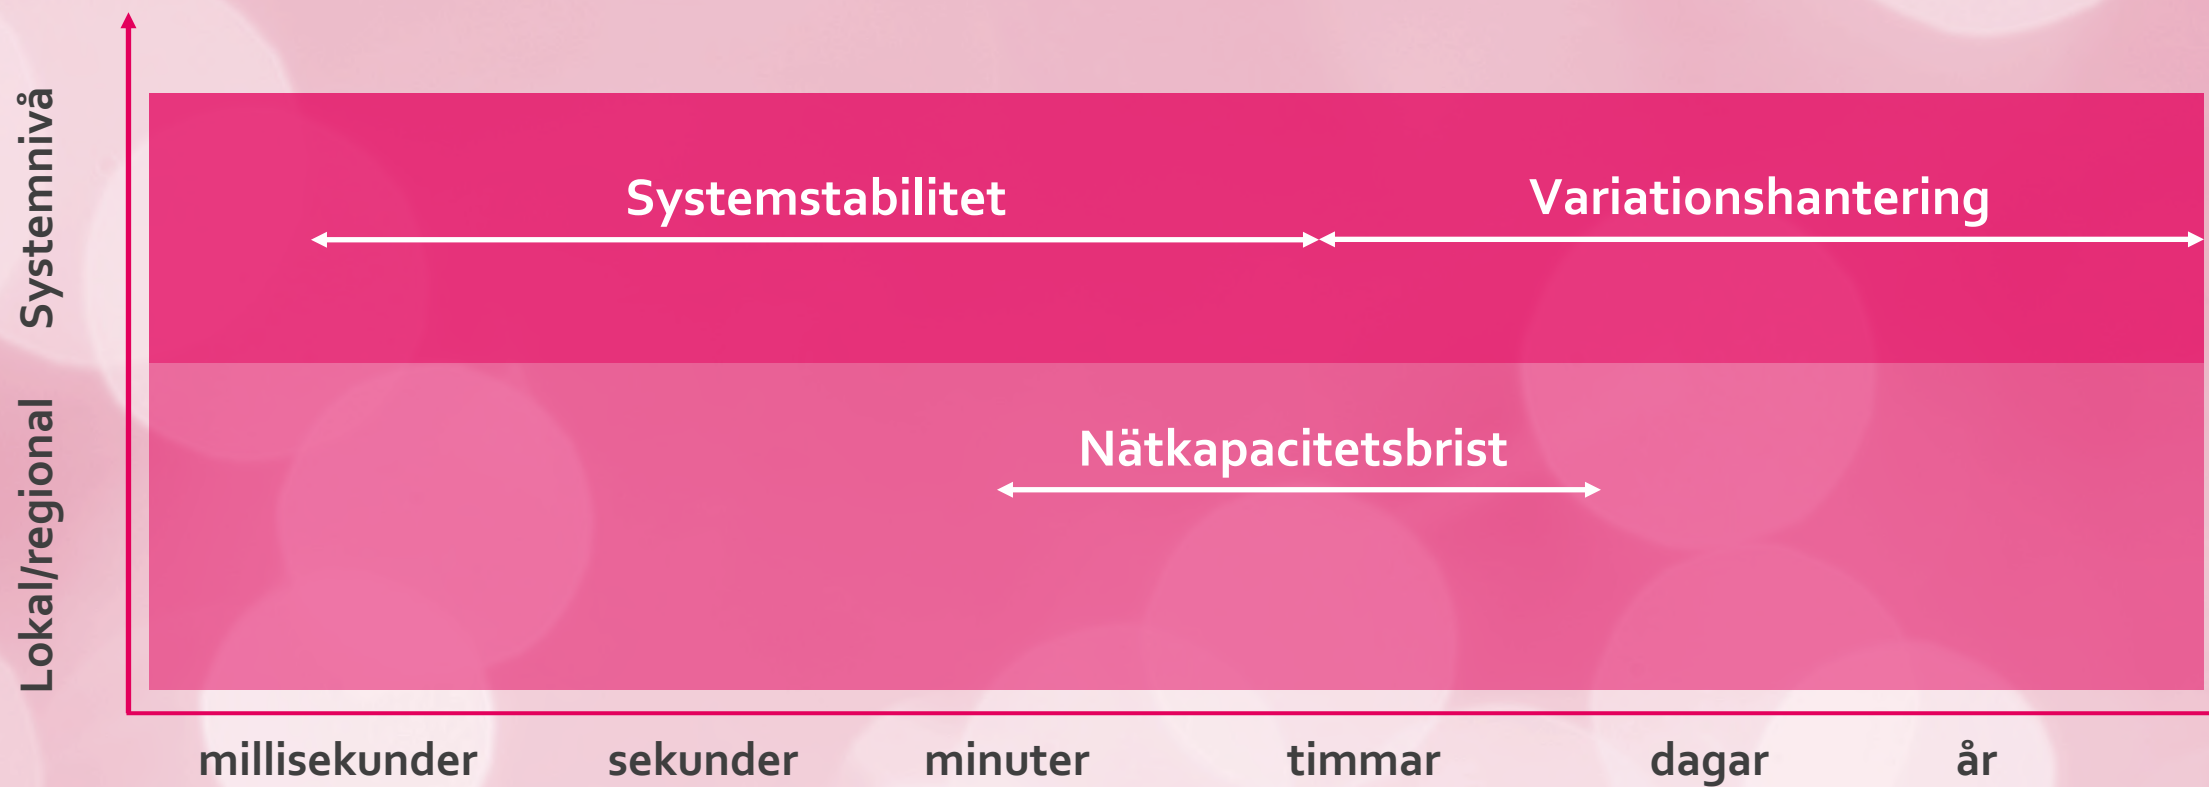 Systemnivå
Lokal/regional
Systemstabilitet
Variationshantering
Nätkapacitetsbrist
millisekunder
sekunder
minuter
timmar
dagar
år